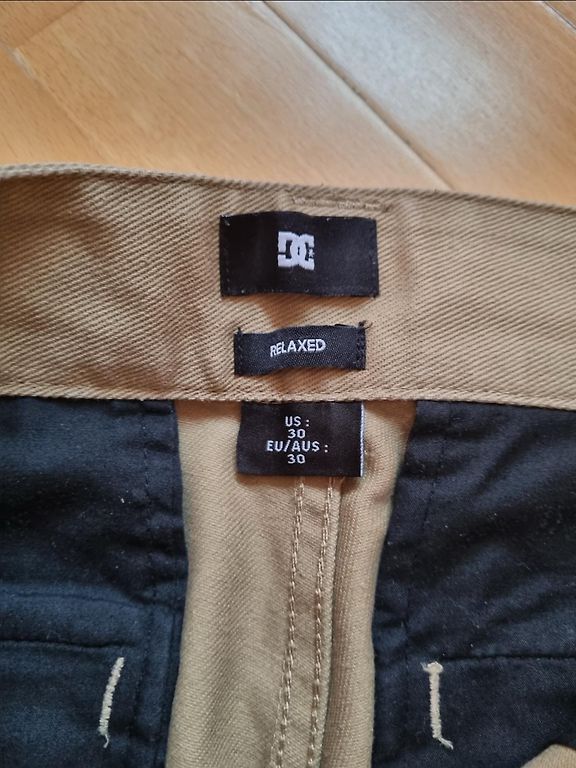 DC
RELAXED
US :
30
EU/AUS :
30